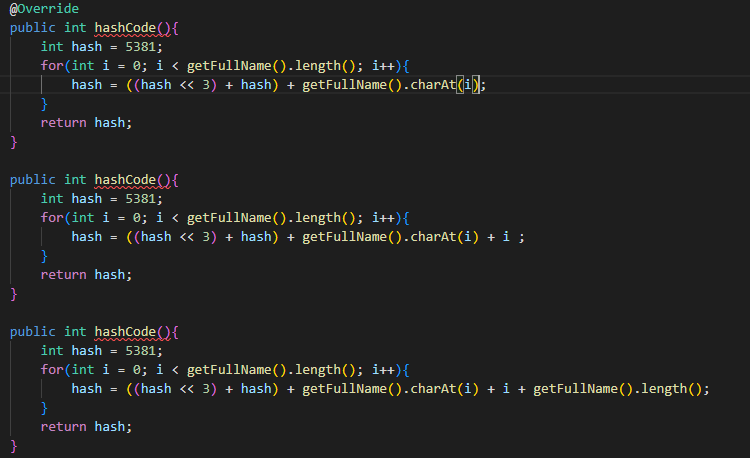 @Override
public int hashCode(){
    int hash = 5381;
    for(int i = 0; i < getFullName().length(); i++){
        hash = ((hash << 3) + hash) + getFullName().charAt(i);
    }
    return hash;
}

public int hashCode(){
    int hash = 5381;
    for(int i = 0; i < getFullName().length(); i++){
        hash = ((hash << 3) + hash) + getFullName().charAt(i) + i ;
    }
    return hash;
}

public int hashCode(){
    int hash = 5381;
    for(int i = 0; i < getFullName().length(); i++){
        hash = ((hash << 3) + hash) + getFullName().charAt(i) + i + getFullName().length();
    }
    return hash;
}